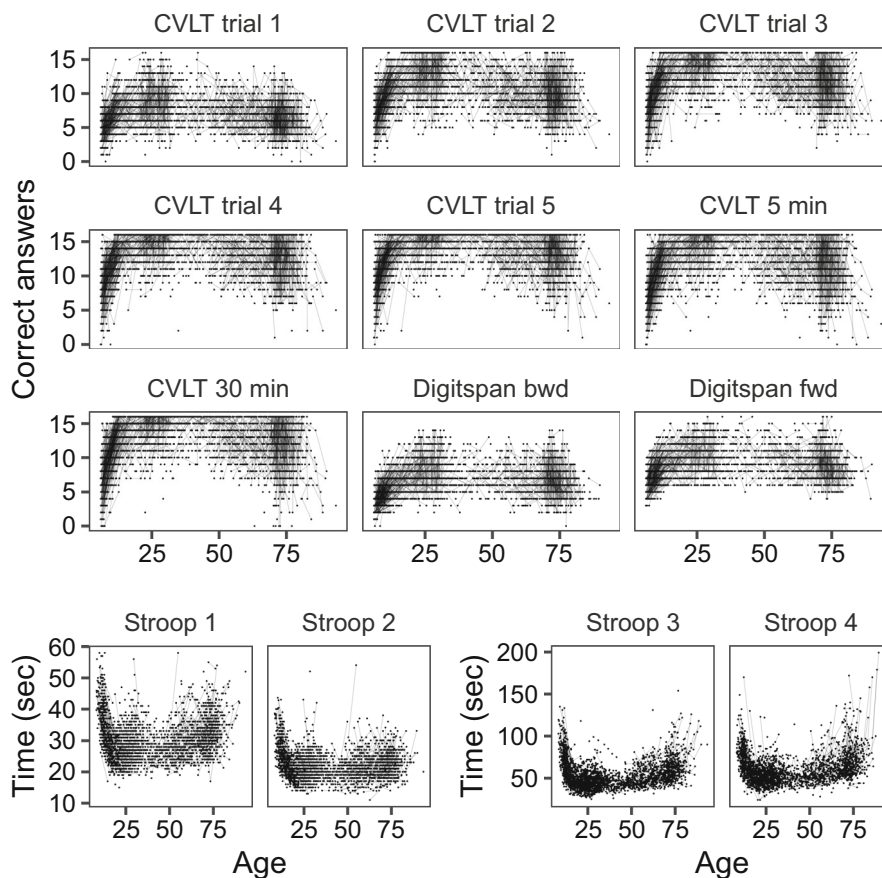 CVLT trial 1 CVLT trial 2 CVLT trial 3
15
10
5
0
CVLT trial 4 CVLT trial 5 CVLT 5 min
15
10
5
0
Correct answers
CVLT 30 min Digitspan bwd Digitspan fwd
15
10
5
0
25 50 75 25 50 75 25 50 75
Stroop 1 Stroop 2 Stroop 3 Stroop 4
60
50
40
30
20
10
Time (sec)
200
150
100
50
Time (sec)
25 50 75 25 50 75 25 50 75 25 50 75
Age Age